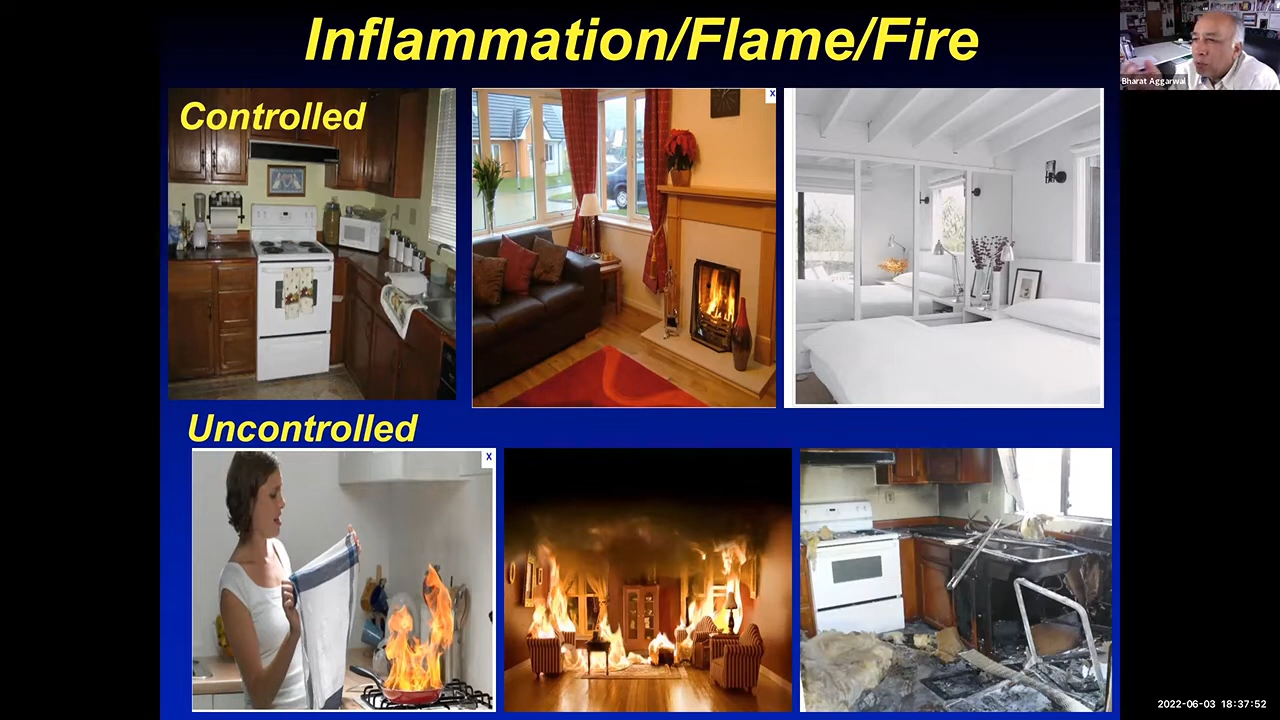 Inflammation/Flame/Fire
Bharat Aggarwal
Controlled
X
Uncontrolled
X
2022-06-03 18:37:52